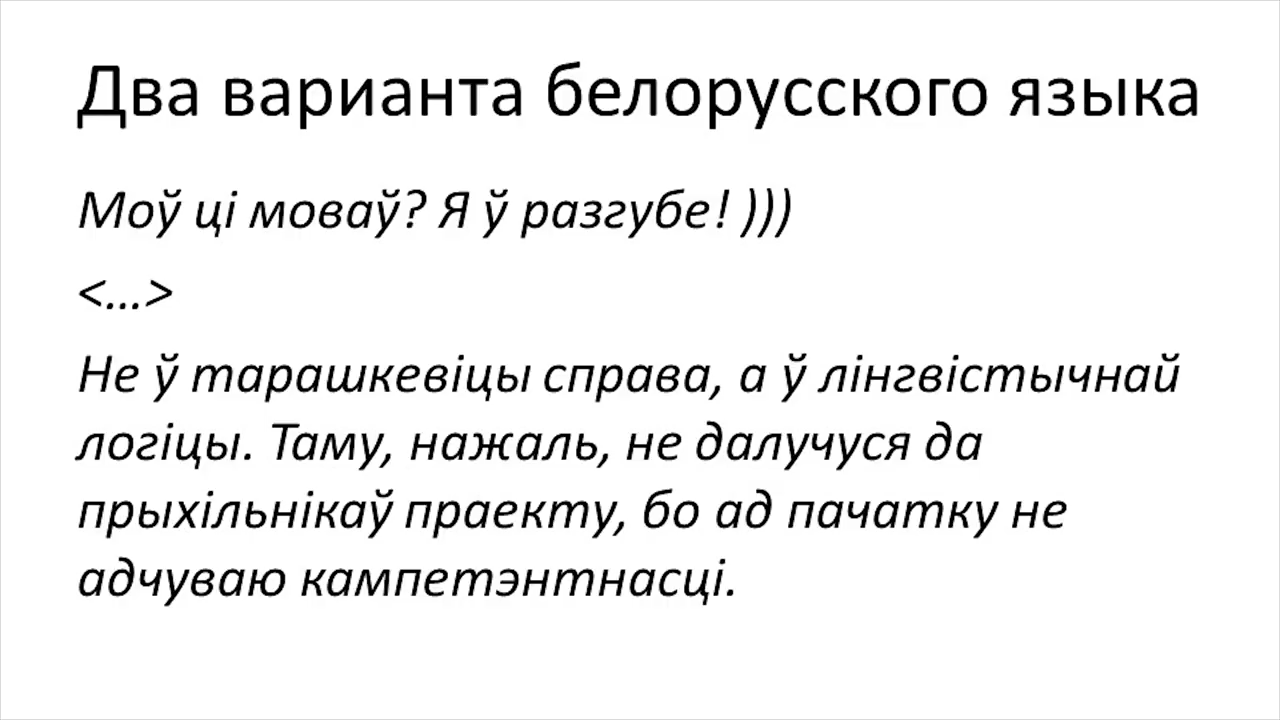 Два варианта белорусского языка
Моў ці моваў? Я ў разгубе! )))
<...>
Не ў тарашкевіцы справа, а ў лінгвістычнай
логіцы. Таму, нажаль, не далучуся да
прыхільнікаў праекту, бо ад пачатку не
адчуваю кампетэнтнасці.